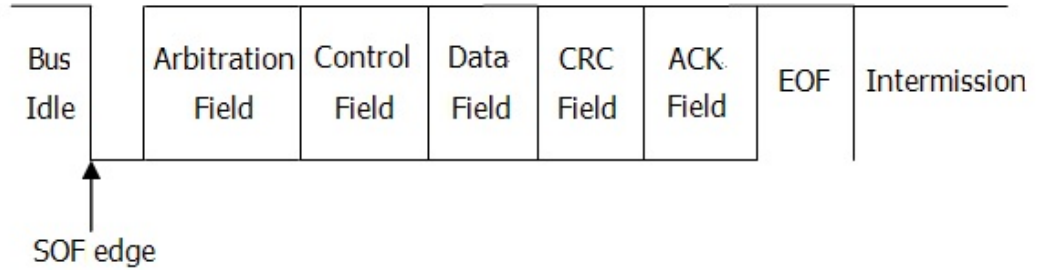 Bus Idle
Arbitration Field
Control Field
Data Field
CRC Field
ACK Field
EOF
Intermission
SOF edge